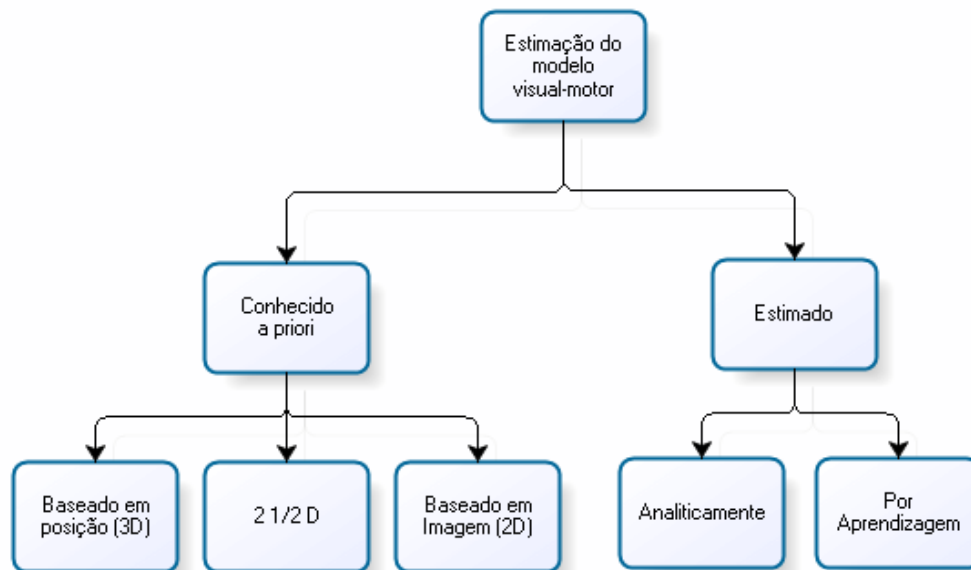 Estimação do
modelo
visual-motor
Conhecido
a priori
Estimado
Baseado em
posição (3D)
2 1/2 D
Baseado em
Imagem (2D)
Analiticamente
Por
Aprendizagem